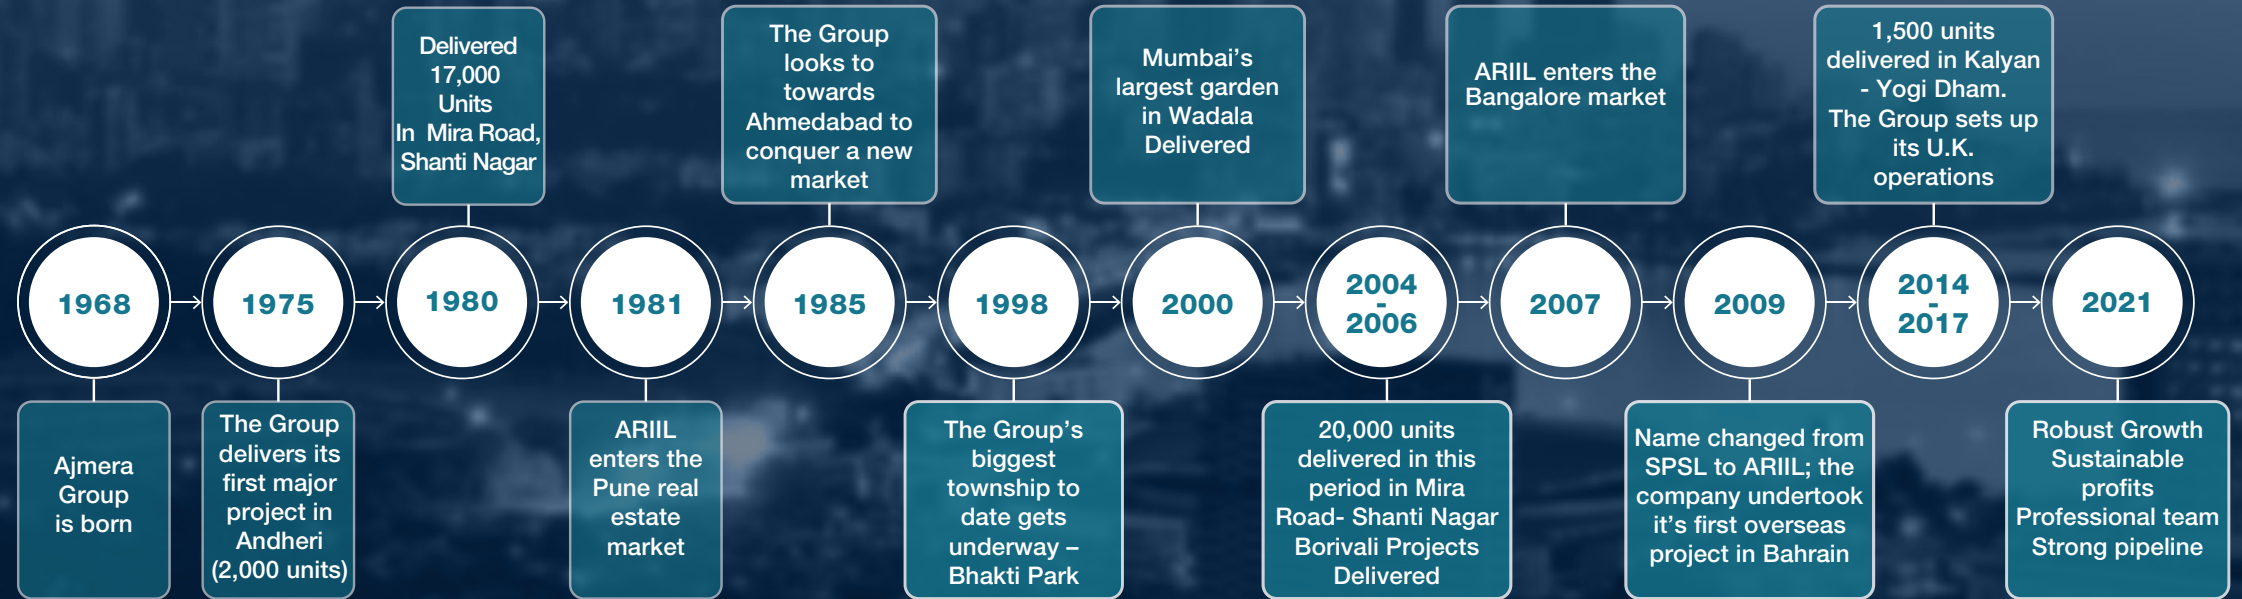 1968
Ajmera
Group
is born
1975
The Group
delivers its
first major
project in
Andheri
(2,000 units)
Delivered
17,000
Units
In Mira Road,
Shanti Nagar
1980
1981
ARIIL
enters the
Pune real
estate
market
The Group
looks to
towards
Ahmedabad to
conquer a new
market
1985
1998
The Group’s
biggest
township to
date gets
underway –
Bhakti Park
Mumbai’s
largest garden
in Wadala
Delivered
2000
2004
-
2006
20,000 units
delivered in this
period in Mira
Road- Shanti Nagar
Borivali Projects
Delivered
ARIIL enters the
Bangalore market
2007
2009
Name changed from
SPSL to ARIIL; the
company undertook
it’s first overseas
project in Bahrain
1,500 units
delivered in Kalyan
- Yogi Dham.
The Group sets up
its U.K.
operations
2014
-
2017
2021
Robust Growth
Sustainable
profits
Professional team
Strong pipeline